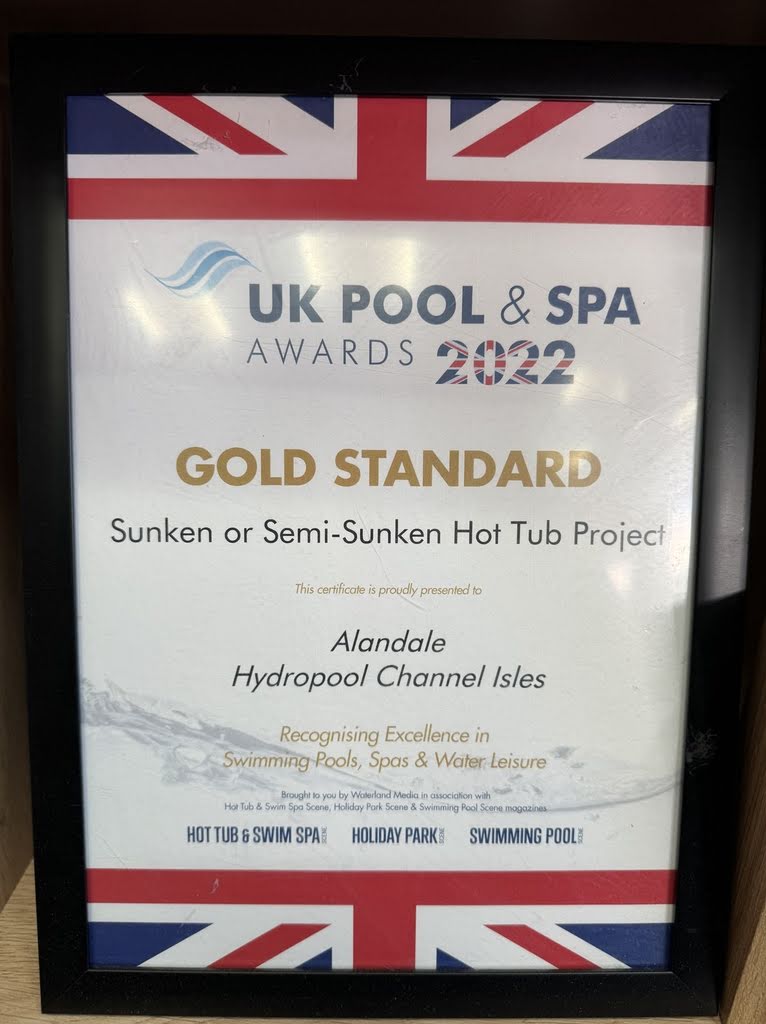 UK POOL & SPA
AWARDS 2022
GOLD STANDARD
Sunken or Semi-Sunken Hot Tub Project
This certificate is proudly presented to
Alandale
Hydropool Channel Isles
Recognising Excellence in
Swimming Pools, Spas & Water Leisure
Brought to you by Waterland Media in association with
Hot Tub & Swim Spa Scene, Holiday Park Scene & Swimming Pool Scene magazines
HOT TUB & SWIM SPA SCENE HOLIDAY PARK SCENE SWIMMING POOL SCENE